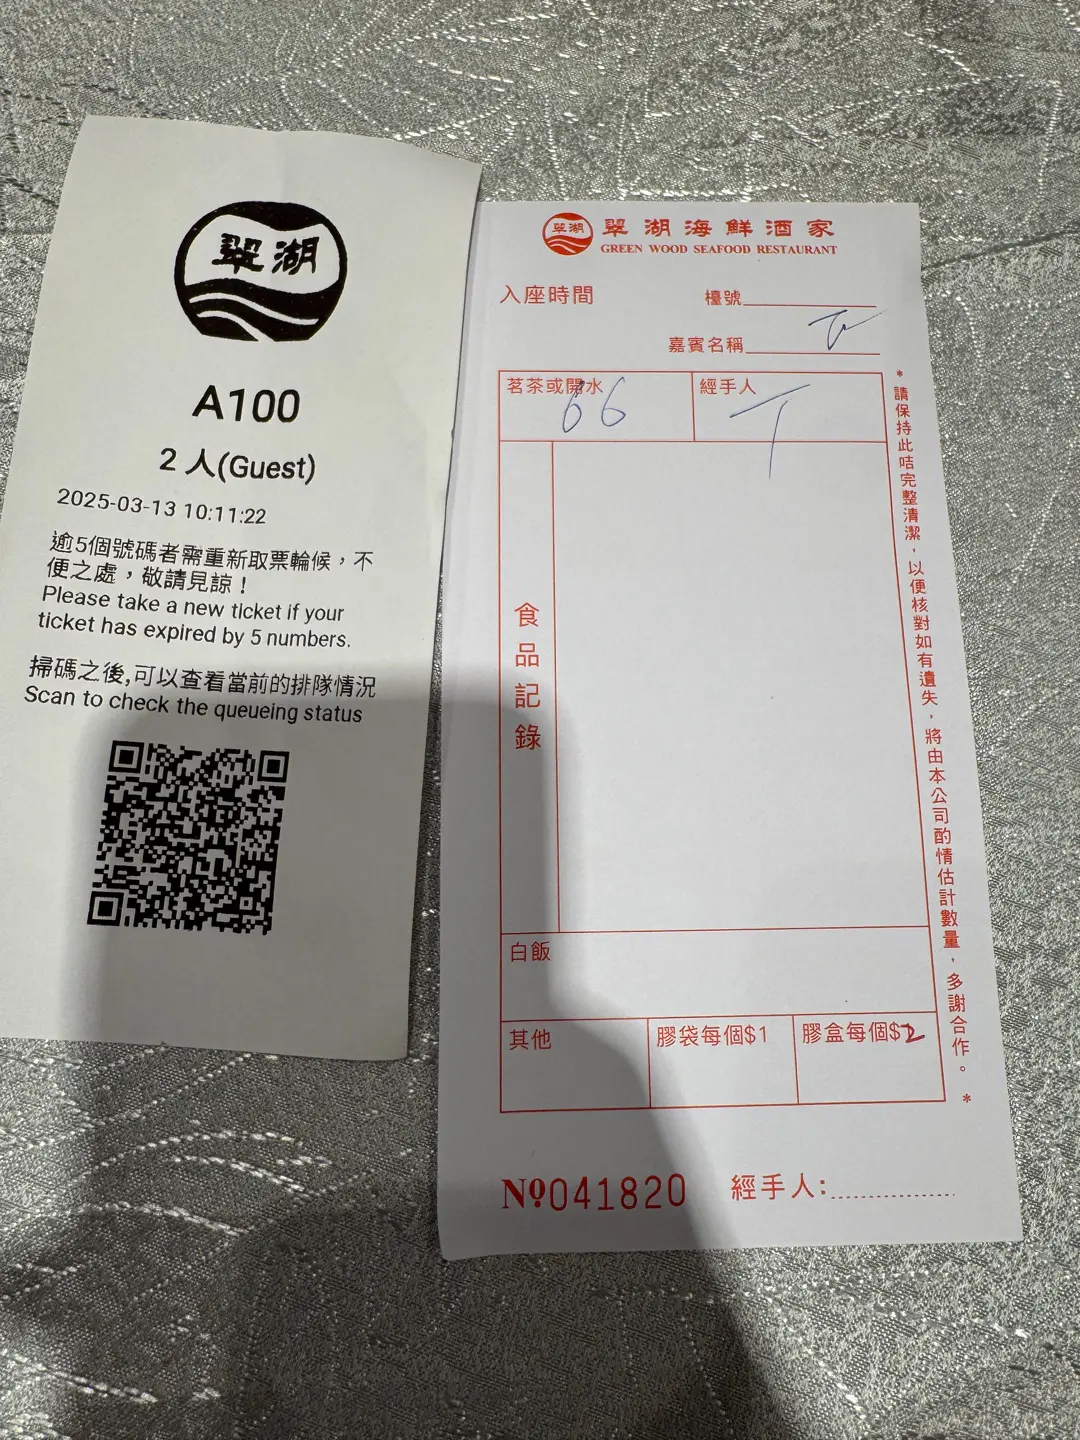 翠湖
A100
2 人(Guest)
2025-03-13 10:11:22
逾5個號碼者需重新取票輪候，不
便之處，敬請見諒！
Please take a new ticket if your
ticket has expired by 5 numbers.
掃碼之後,可以查看當前的排隊情況
Scan to check the queueing status
翠湖
翠湖海鮮酒家
GREEN WOOD SEAFOOD RESTAURANT
入座時間
檯號
嘉賓名稱
茗茶或開水
66
經手人
T
食品記錄
白飯
其他
膠袋每個$1
膠盒每個$2
*請保持此咭完整清潔，以便核對如有遺失，將由本公司酌情估計數量，多謝合作。*
Nº041820
經手人: